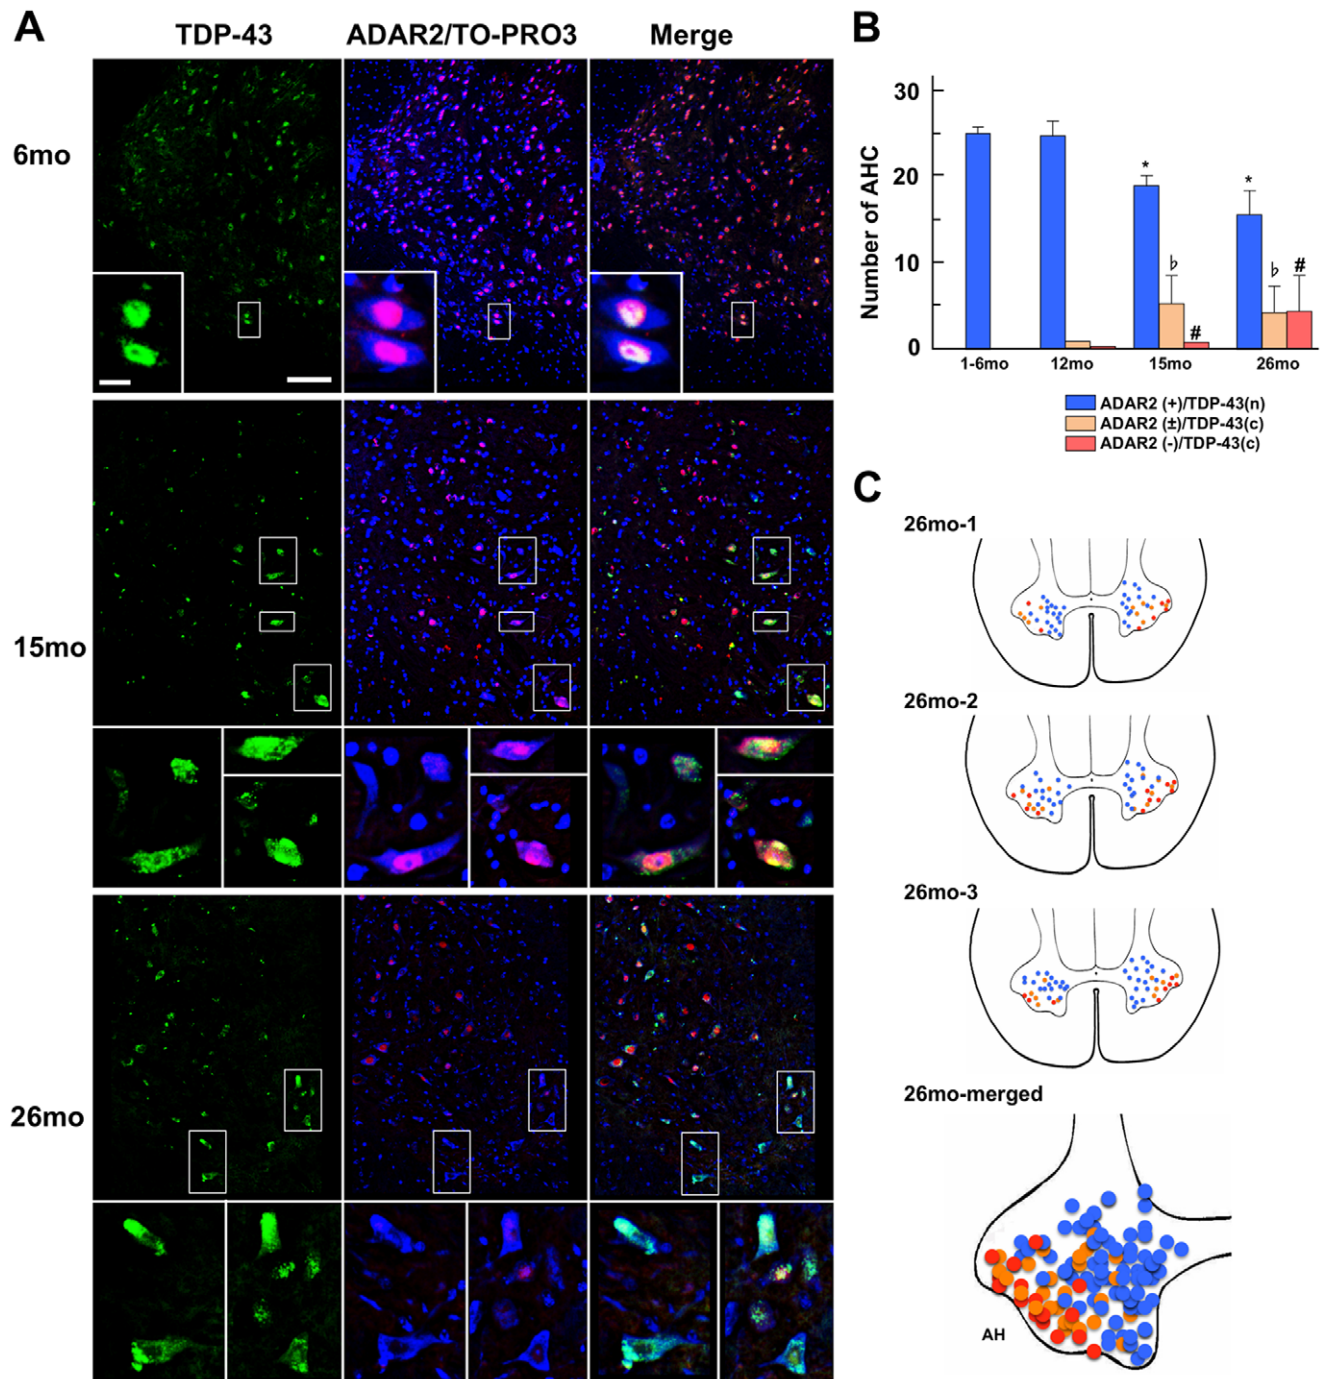 A
TDP-43 ADAR2/TO-PRO3 Merge
6mo
15mo
26mo
B
Number of AHC
30
20
10
0
1-6mo 12mo 15mo 26mo
* ♭ # * ♭ #
ADAR2 (+)/TDP-43(n)
ADAR2 (±)/TDP-43(c)
ADAR2 (-)/TDP-43(c)
C
26mo-1
26mo-2
26mo-3
26mo-merged
AH